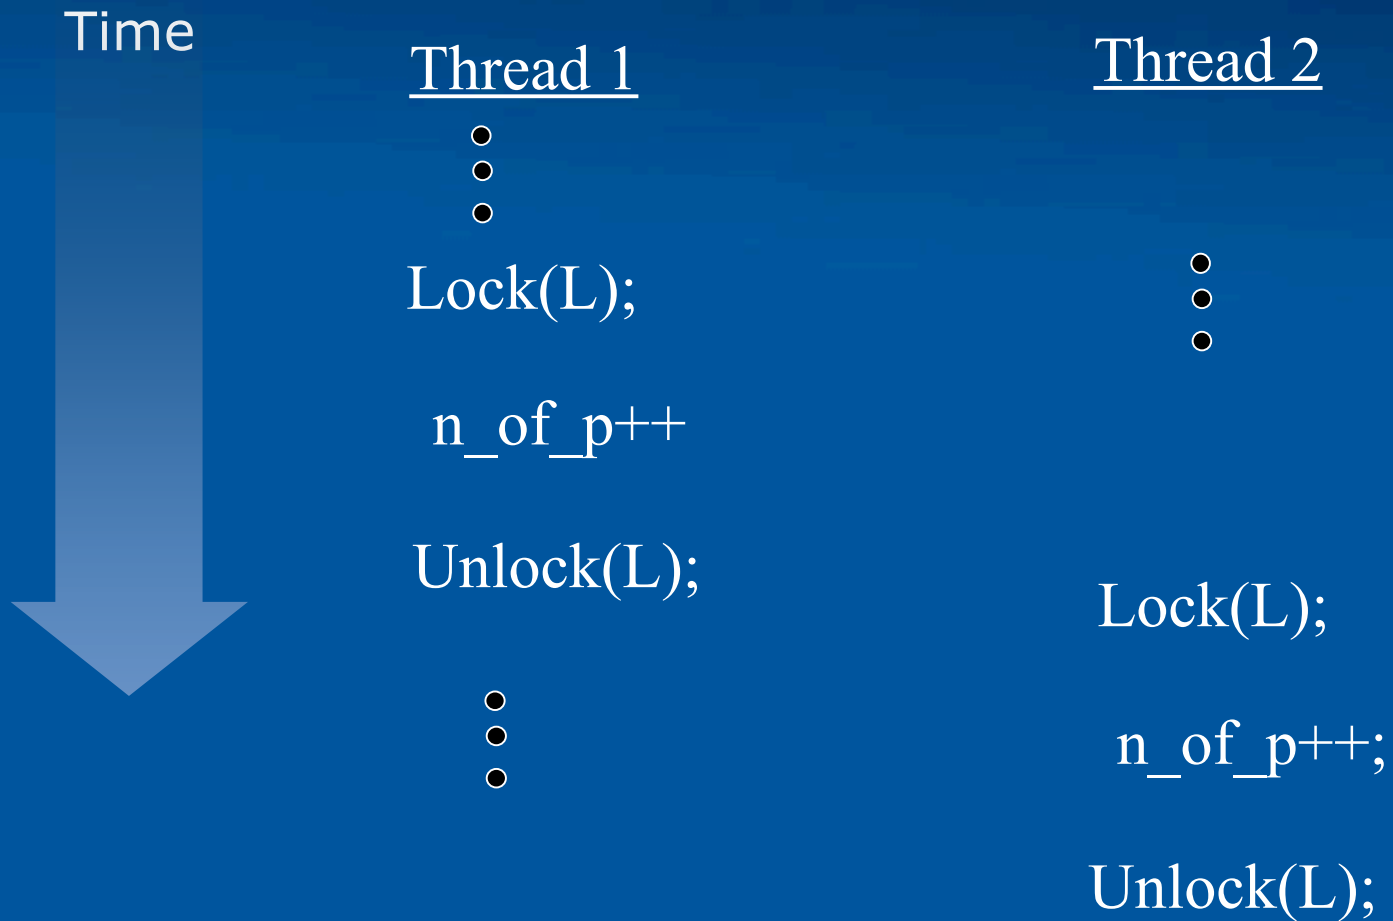 Time
Thread 1
Lock(L);
n_of_p++
Unlock(L);
Thread 2
Lock(L);
n_of_p++;
Unlock(L);